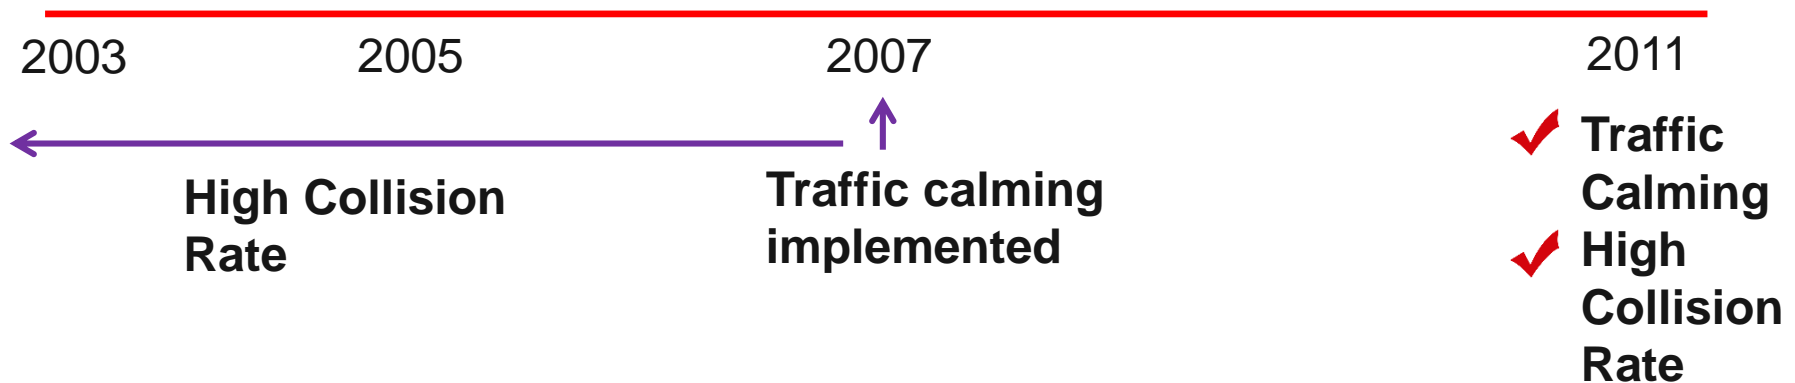 2003 2005 2007 2011
High Collision
Rate
Traffic calming
implemented
Traffic
Calming
High
Collision
Rate